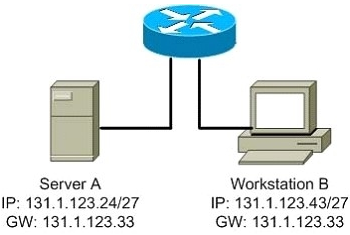 Server A
IP: 131.1.123.24/27
GW: 131.1.123.33
Workstation B
IP: 131.1.123.43/27
GW: 131.1.123.33